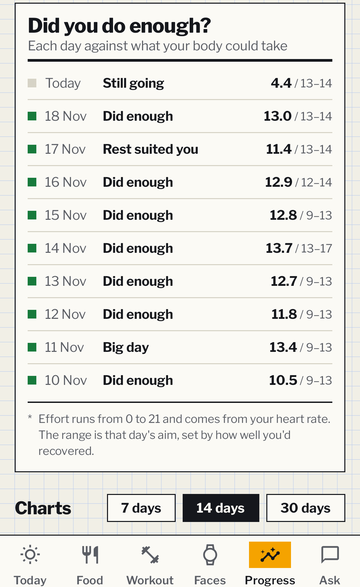 Did you do enough?
Each day against what your body could take
Today Still going 4.4 / 13–14
18 Nov Did enough 13.0 / 13–14
17 Nov Rest suited you 11.4 / 13–14
16 Nov Did enough 12.9 / 12–14
15 Nov Did enough 12.8 / 9–13
14 Nov Did enough 13.7 / 13–17
13 Nov Did enough 12.7 / 9–13
12 Nov Did enough 11.8 / 9–13
11 Nov Big day 13.4 / 9–13
10 Nov Did enough 10.5 / 9–13
* Effort runs from 0 to 21 and comes from your heart rate.
The range is that day's aim, set by how well you'd
recovered.
Charts 7 days 14 days 30 days
Today Food Workout Faces Progress Ask